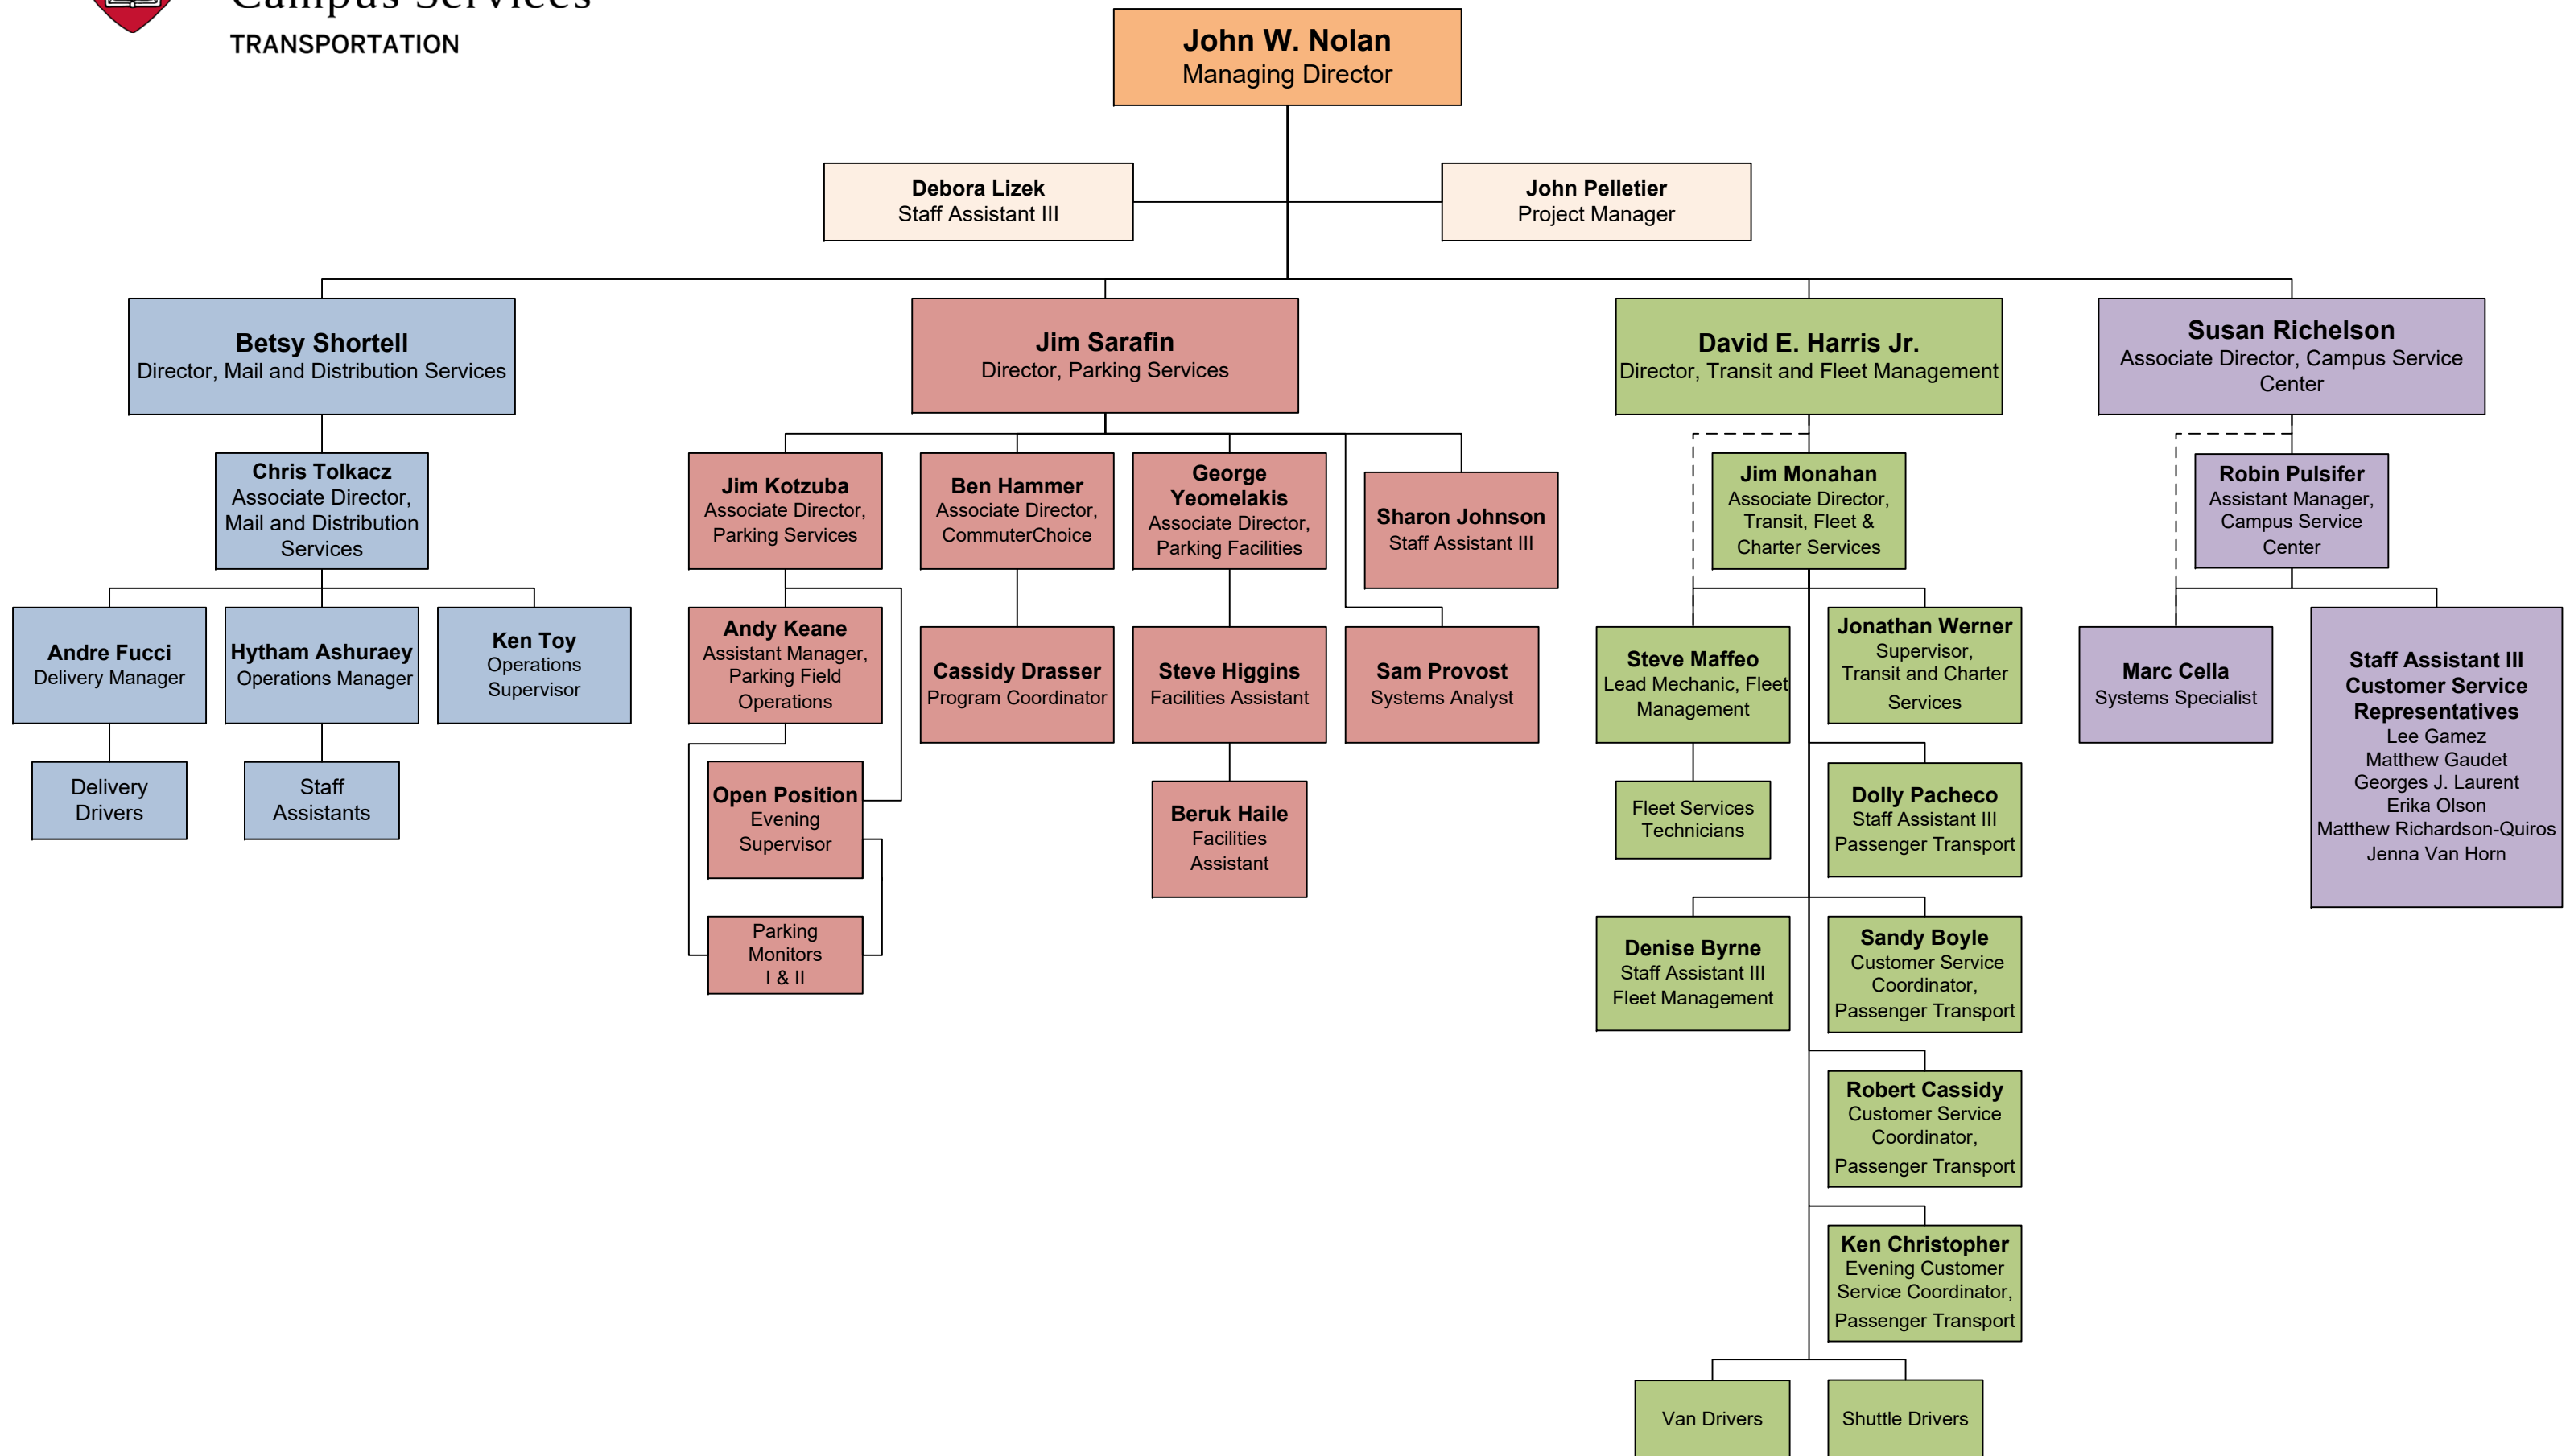 Campus Services
TRANSPORTATION
John W. Nolan
Managing Director
Debora Lizek
Staff Assistant III
John Pelletier
Project Manager
Betsy Shortell
Director, Mail and Distribution Services
Jim Sarafin
Director, Parking Services
David E. Harris Jr.
Director, Transit and Fleet Management
Susan Richelson
Associate Director, Campus Service
Center
Chris Tolkacz
Associate Director,
Mail and Distribution
Services
Jim Kotzuba
Associate Director,
Parking Services
Ben Hammer
Associate Director,
CommuterChoice
George
Yeomelakis
Associate Director,
Parking Facilities
Sharon Johnson
Staff Assistant III
Jim Monahan
Associate Director,
Transit, Fleet &
Charter Services
Robin Pulsifer
Assistant Manager,
Campus Service
Center
Andre Fucci
Delivery Manager
Hytham Ashuraey
Operations Manager
Ken Toy
Operations
Supervisor
Andy Keane
Assistant Manager,
Parking Field
Operations
Cassidy Drasser
Program Coordinator
Steve Higgins
Facilities Assistant
Sam Provost
Systems Analyst
Steve Maffeo
Lead Mechanic, Fleet
Management
Jonathan Werner
Supervisor,
Transit and Charter
Services
Marc Cella
Systems Specialist
Staff Assistant III
Customer Service
Representatives
Lee Gamez
Matthew Gaudet
Georges J. Laurent
Erika Olson
Matthew Richardson-Quiros
Jenna Van Horn
Delivery
Drivers
Staff
Assistants
Open Position
Evening
Supervisor
Beruk Haile
Facilities
Assistant
Fleet Services
Technicians
Dolly Pacheco
Staff Assistant III
Passenger Transport
Parking
Monitors
I & II
Denise Byrne
Staff Assistant III
Fleet Management
Sandy Boyle
Customer Service
Coordinator,
Passenger Transport
Robert Cassidy
Customer Service
Coordinator,
Passenger Transport
Ken Christopher
Evening Customer
Service Coordinator,
Passenger Transport
Van Drivers
Shuttle Drivers